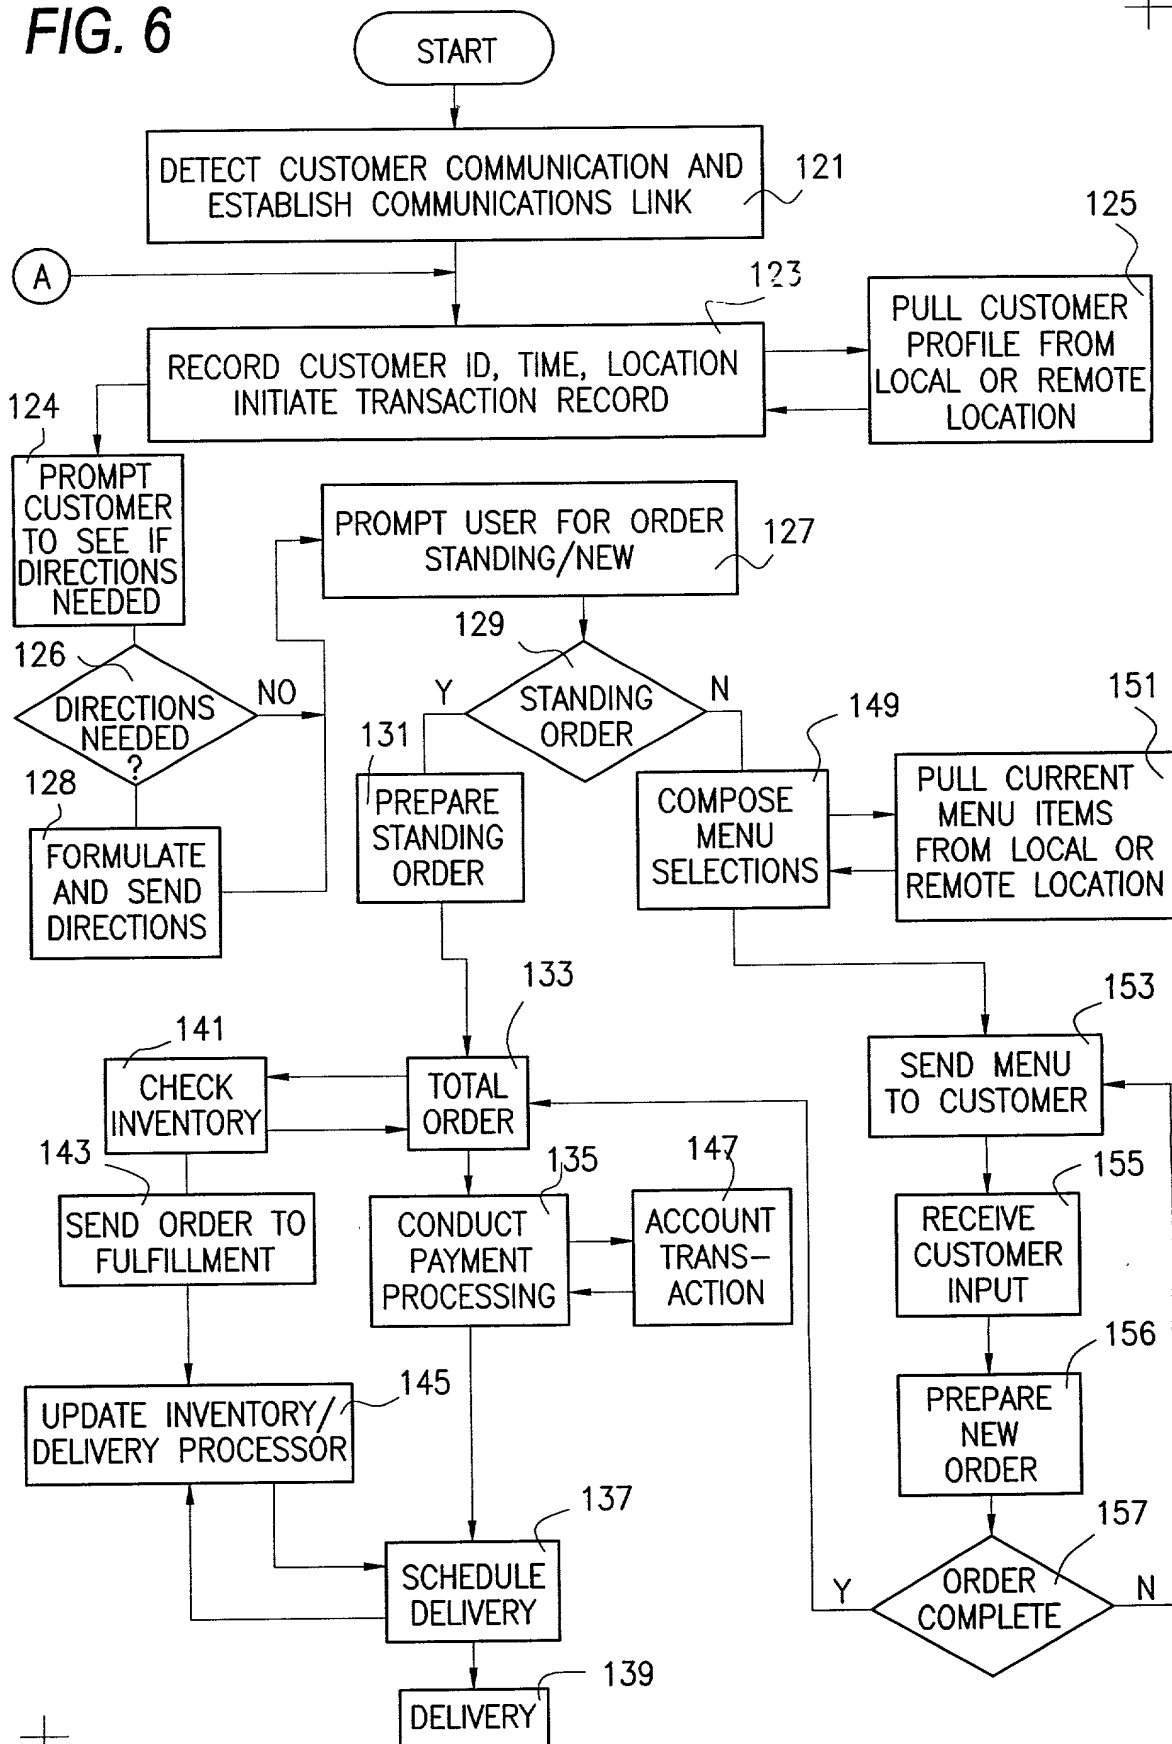 FIG. 6
START
DETECT CUSTOMER COMMUNICATION AND
ESTABLISH COMMUNICATIONS LINK
121
A
123
RECORD CUSTOMER ID, TIME, LOCATION
INITIATE TRANSACTION RECORD
125
PULL CUSTOMER
PROFILE FROM
LOCAL OR REMOTE
LOCATION
124
PROMPT
CUSTOMER
TO SEE IF
DIRECTIONS
NEEDED
PROMPT USER FOR ORDER
STANDING/NEW
127
126
DIRECTIONS
NEEDED
?
NO
128
FORMULATE
AND SEND
DIRECTIONS
129
STANDING
ORDER
Y
N
131
PREPARE
STANDING
ORDER
149
COMPOSE
MENU
SELECTIONS
151
PULL CURRENT
MENU ITEMS
FROM LOCAL OR
REMOTE LOCATION
133
TOTAL
ORDER
141
CHECK
INVENTORY
143
SEND ORDER TO
FULFILLMENT
135
CONDUCT
PAYMENT
PROCESSING
147
ACCOUNT
TRANS-
ACTION
153
SEND MENU
TO CUSTOMER
155
RECEIVE
CUSTOMER
INPUT
156
PREPARE
NEW
ORDER
145
UPDATE INVENTORY/
DELIVERY PROCESSOR
137
SCHEDULE
DELIVERY
157
ORDER
COMPLETE
Y
N
139
DELIVERY